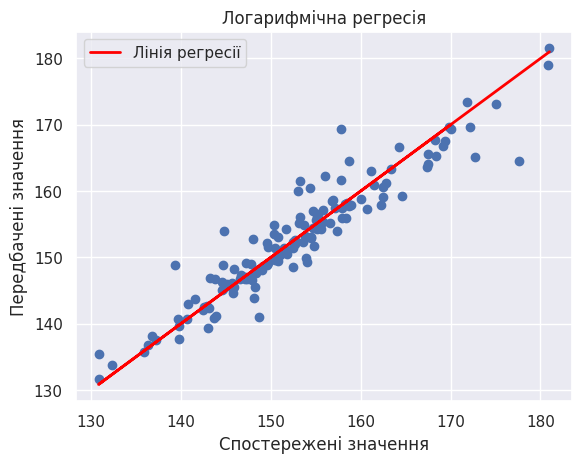 Логарифмічна регресія
Лінія регресії
Передбачені значення
180
170
160
150
140
130
130 140 150 160 170 180
Спостережені значення